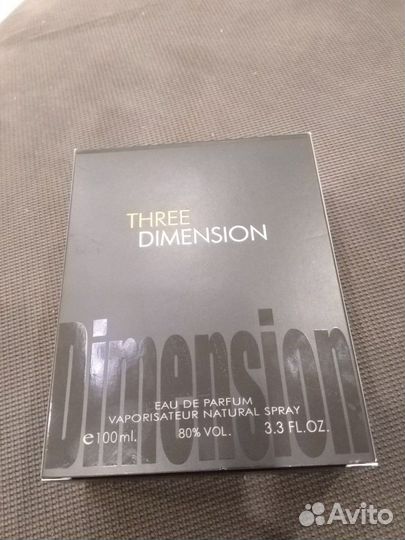 THREE
DIMENSION
Dimension
EAU DE PARFUM
VAPORISATEUR NATURAL SPRAY
e100ml. 80% VOL. 3.3 FL.OZ.
Avito